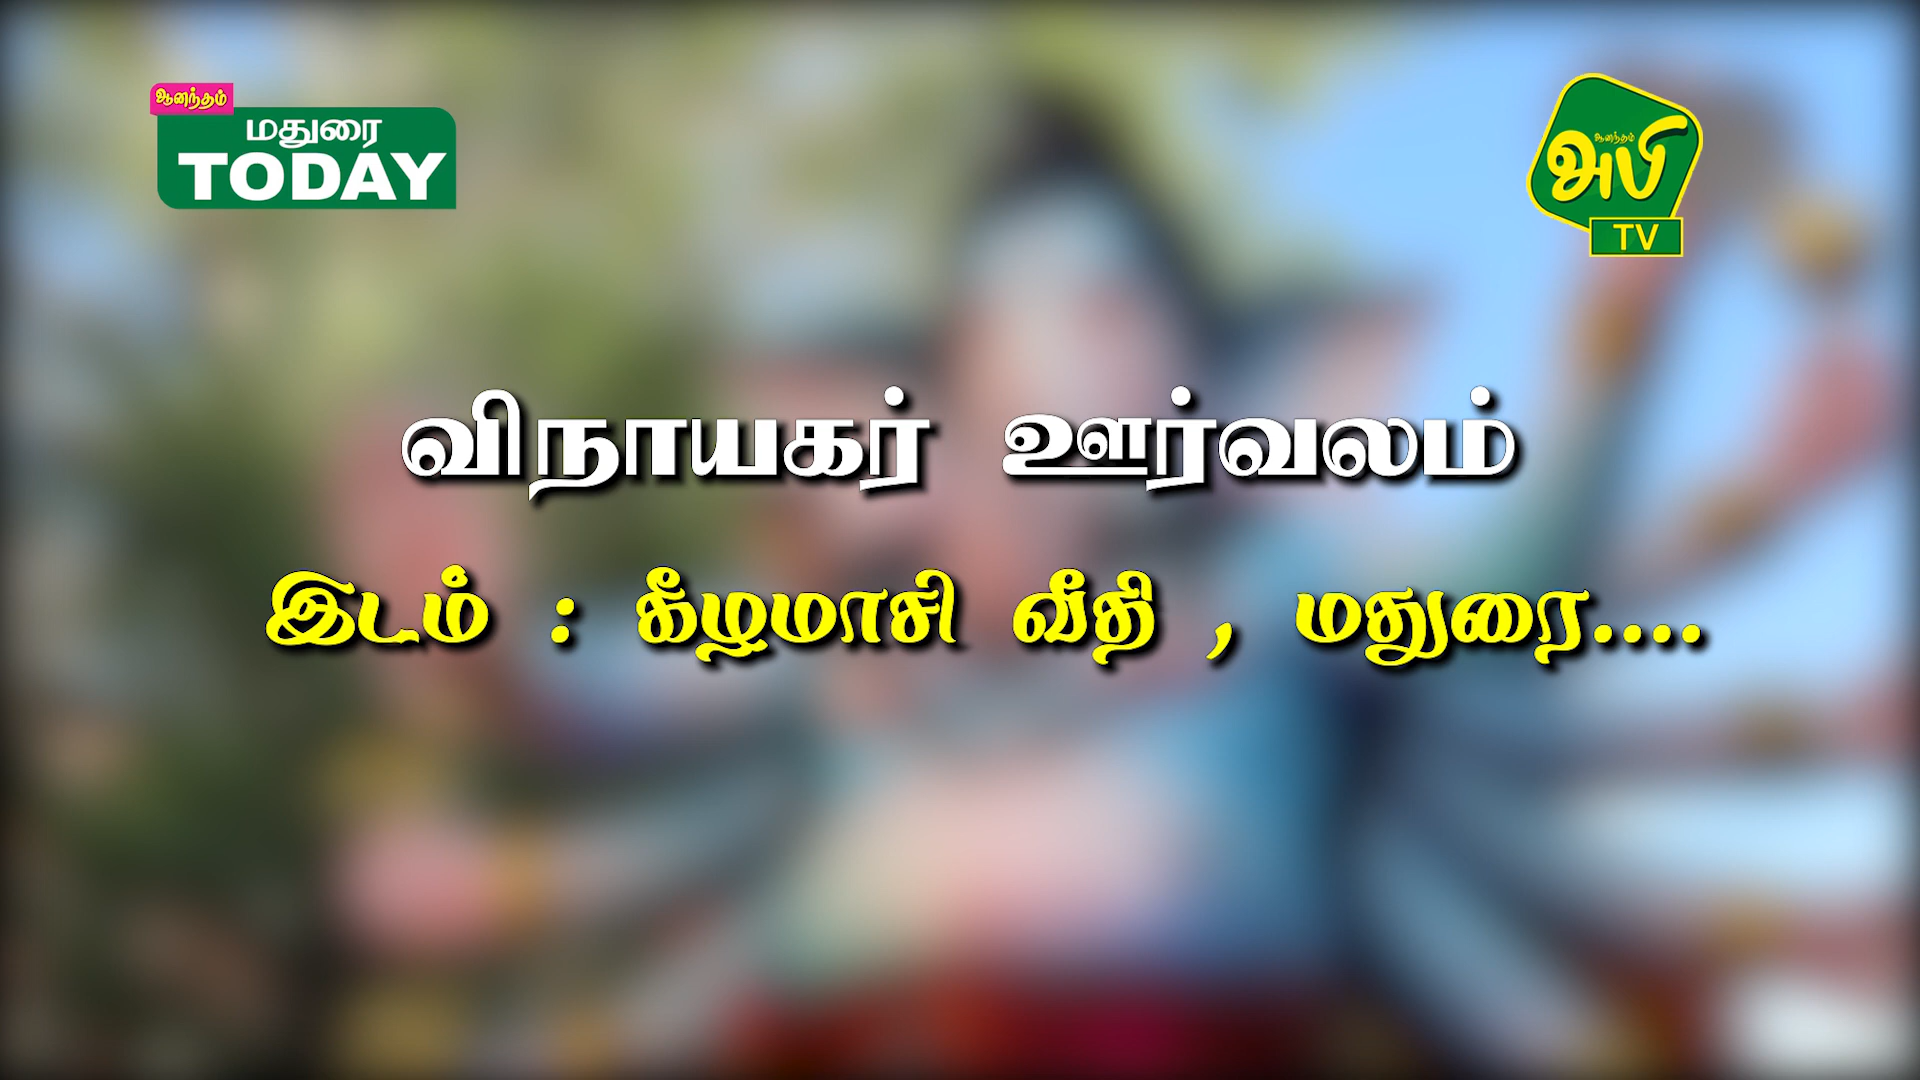 ஆனந்தம்
மதுரை
TODAY
ஆனந்தம்
அபி
TV
விநாயகர் ஊர்வலம்
இடம் : கீழமாசி வீதி , மதுரை....